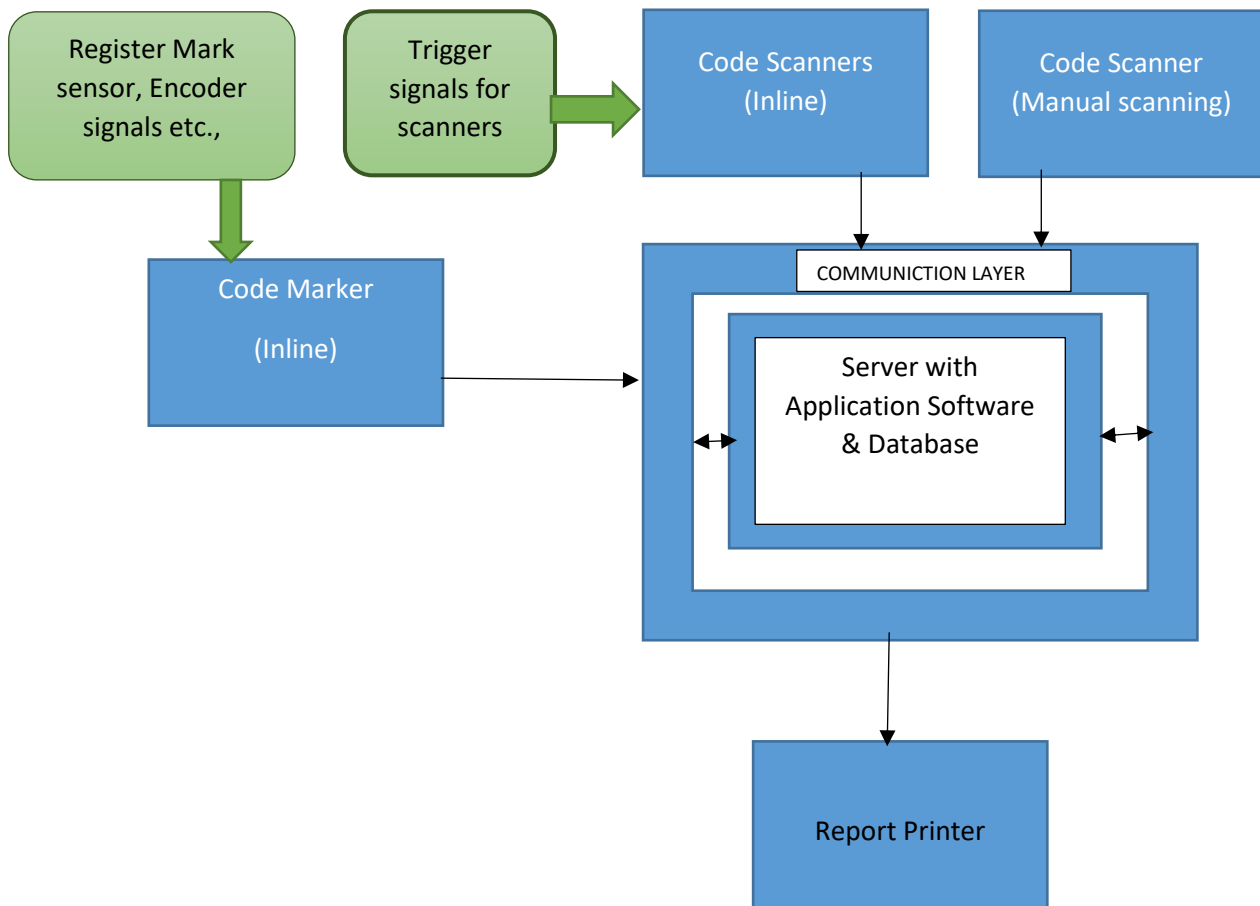 Register Mark
sensor, Encoder
signals etc.,
Trigger
signals for
scanners
Code Scanners
(Inline)
Code Scanner
(Manual scanning)
Code Marker
(Inline)
COMMUNICTION LAYER
Server with
Application Software
& Database
Report Printer